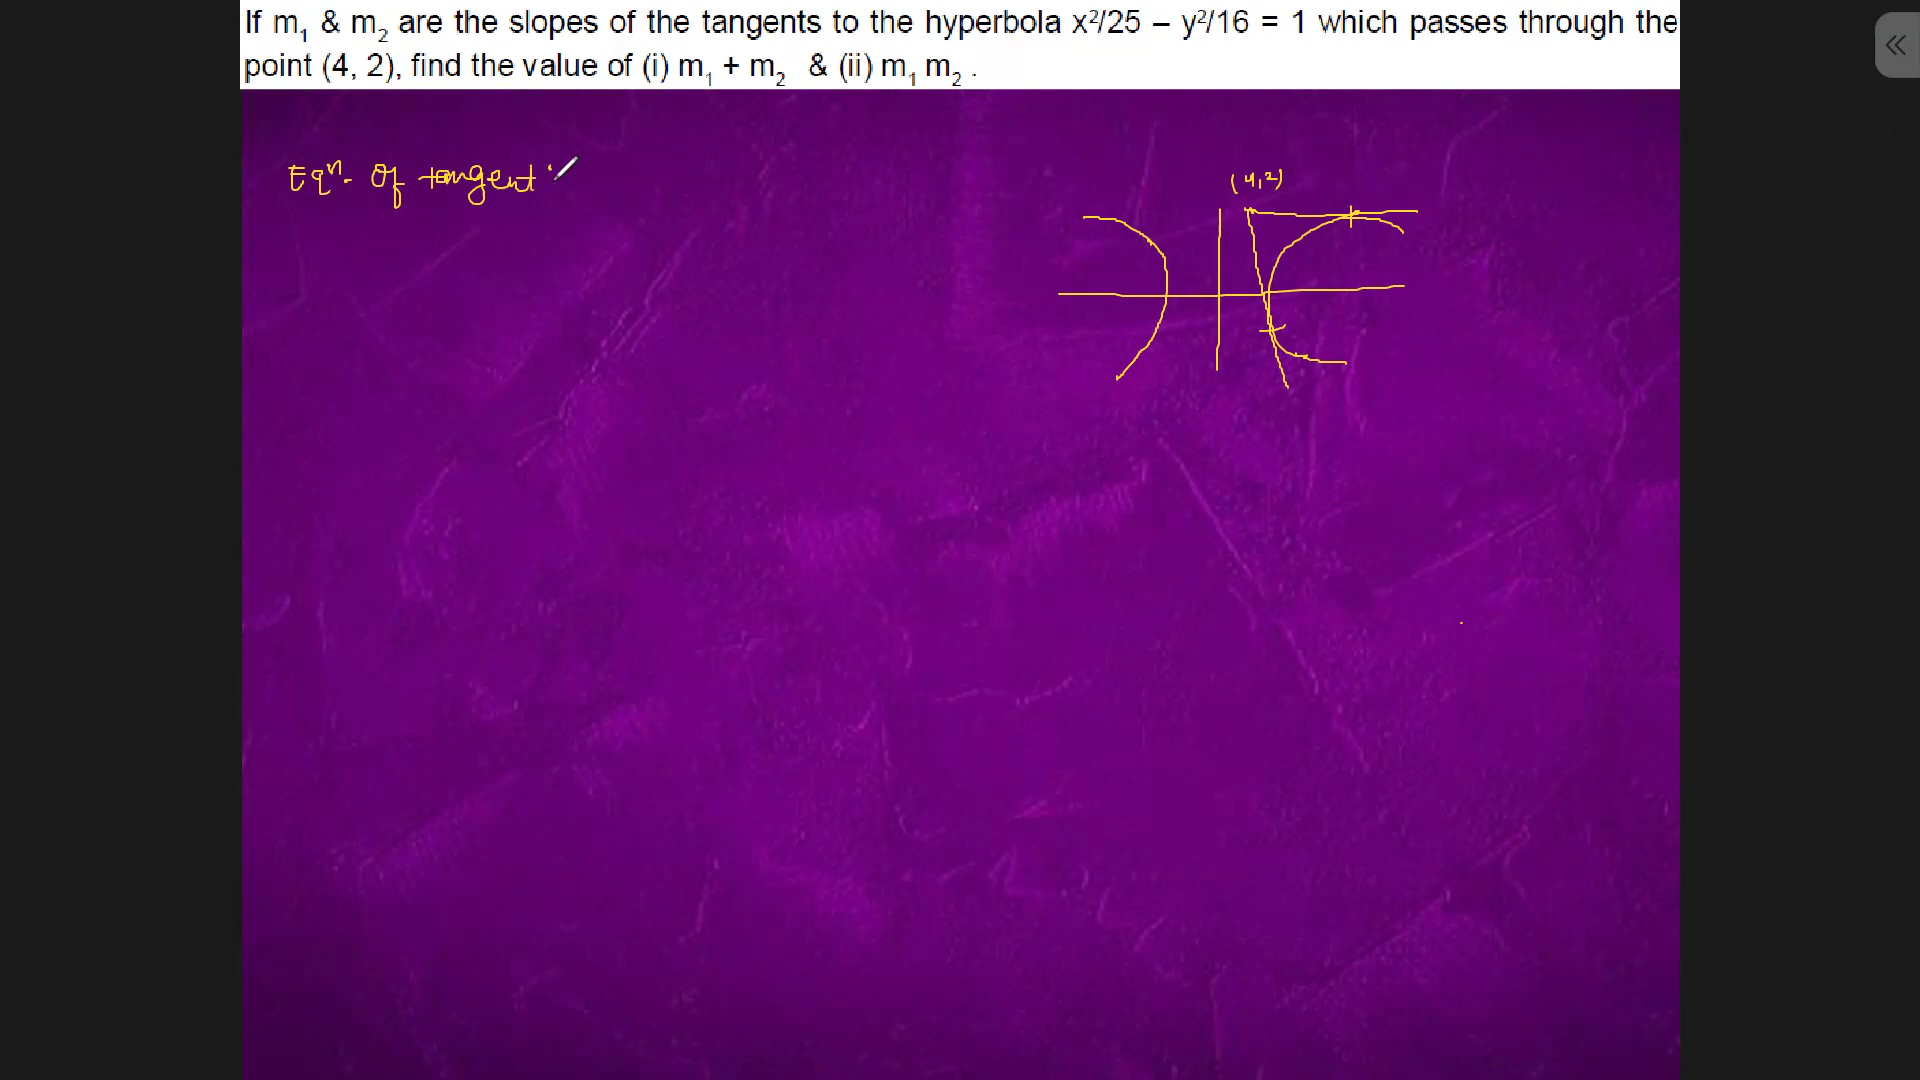 If m₁ & m₂ are the slopes of the tangents to the hyperbola x²/25 – y²/16 = 1 which passes through the
point (4, 2), find the value of (i) m₁ + m₂ & (ii) m₁ m₂ .
Eqⁿ. Of tangent :
(4,2)